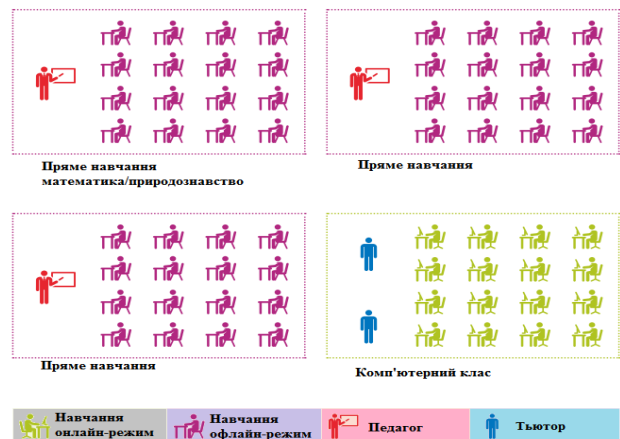 Пряме навчання
математика/природознавство
Пряме навчання
Пряме навчання
Комп'ютерний клас
Навчання
онлайн-режим
Навчання
офлайн-режим
Педагог
Тьютор